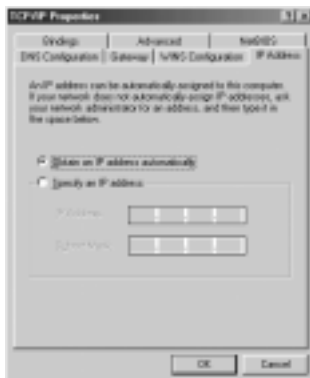 TCP/IP Properties
Bindings Advanced NetBIOS
DNS Configuration Gateway WINS Configuration IP Address
An IP address can be automatically assigned to this computer.
If your network does not automatically assign IP addresses, ask
your network administrator for an address, and then type it in
the space below.
Obtain an IP address automatically
Specify an IP address:
IP Address:
Subnet Mask:
OK Cancel